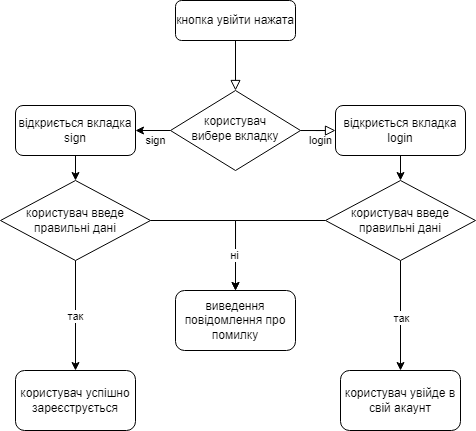 кнопка увійти нажата
користувач
вибере вкладку
відкриється вкладка
sign
sign
login
відкриється вкладка
login
користувач введе
правильні дані
користувач введе
правильні дані
ні
виведення
повідомлення про
помилку
так
так
користувач успішно
зареєструється
користувач увійде в
свій акаунт